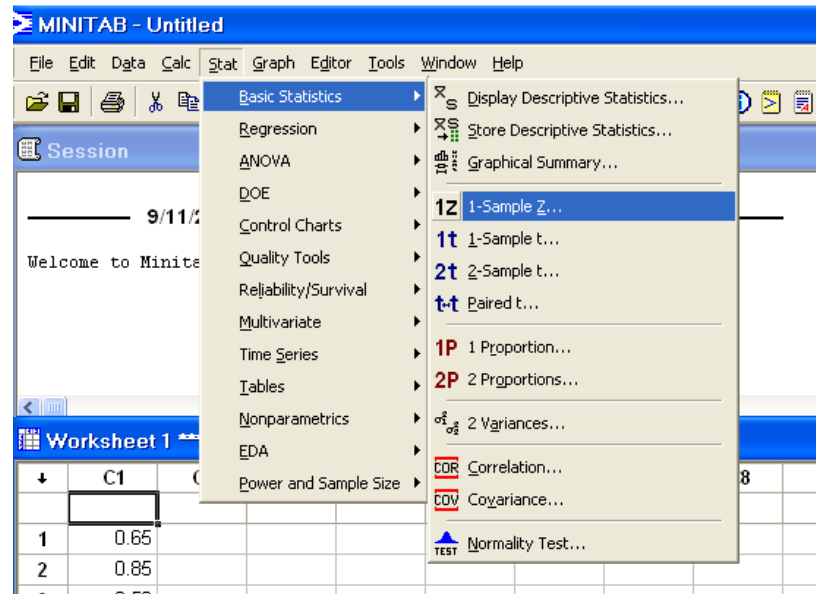 MINITAB - Untitled
File Edit Data Calc Stat Graph Editor Tools Window Help
Session
9/11/2
Welcome to Minita
Basic Statistics
Regression
ANOVA
DOE
Control Charts
Quality Tools
Reliability/Survival
Multivariate
Time Series
Tables
Nonparametrics
EDA
Power and Sample Size
Display Descriptive Statistics...
Store Descriptive Statistics...
Graphical Summary...
1Z 1-Sample Z...
1t 1-Sample t...
2t 2-Sample t...
t-t Paired t...
1P 1 Proportion...
2P 2 Proportions...
2 Variances...
COR Correlation...
COV Covariance...
TEST Normality Test...
Worksheet 1 ***
C1
1 0.65
2 0.85